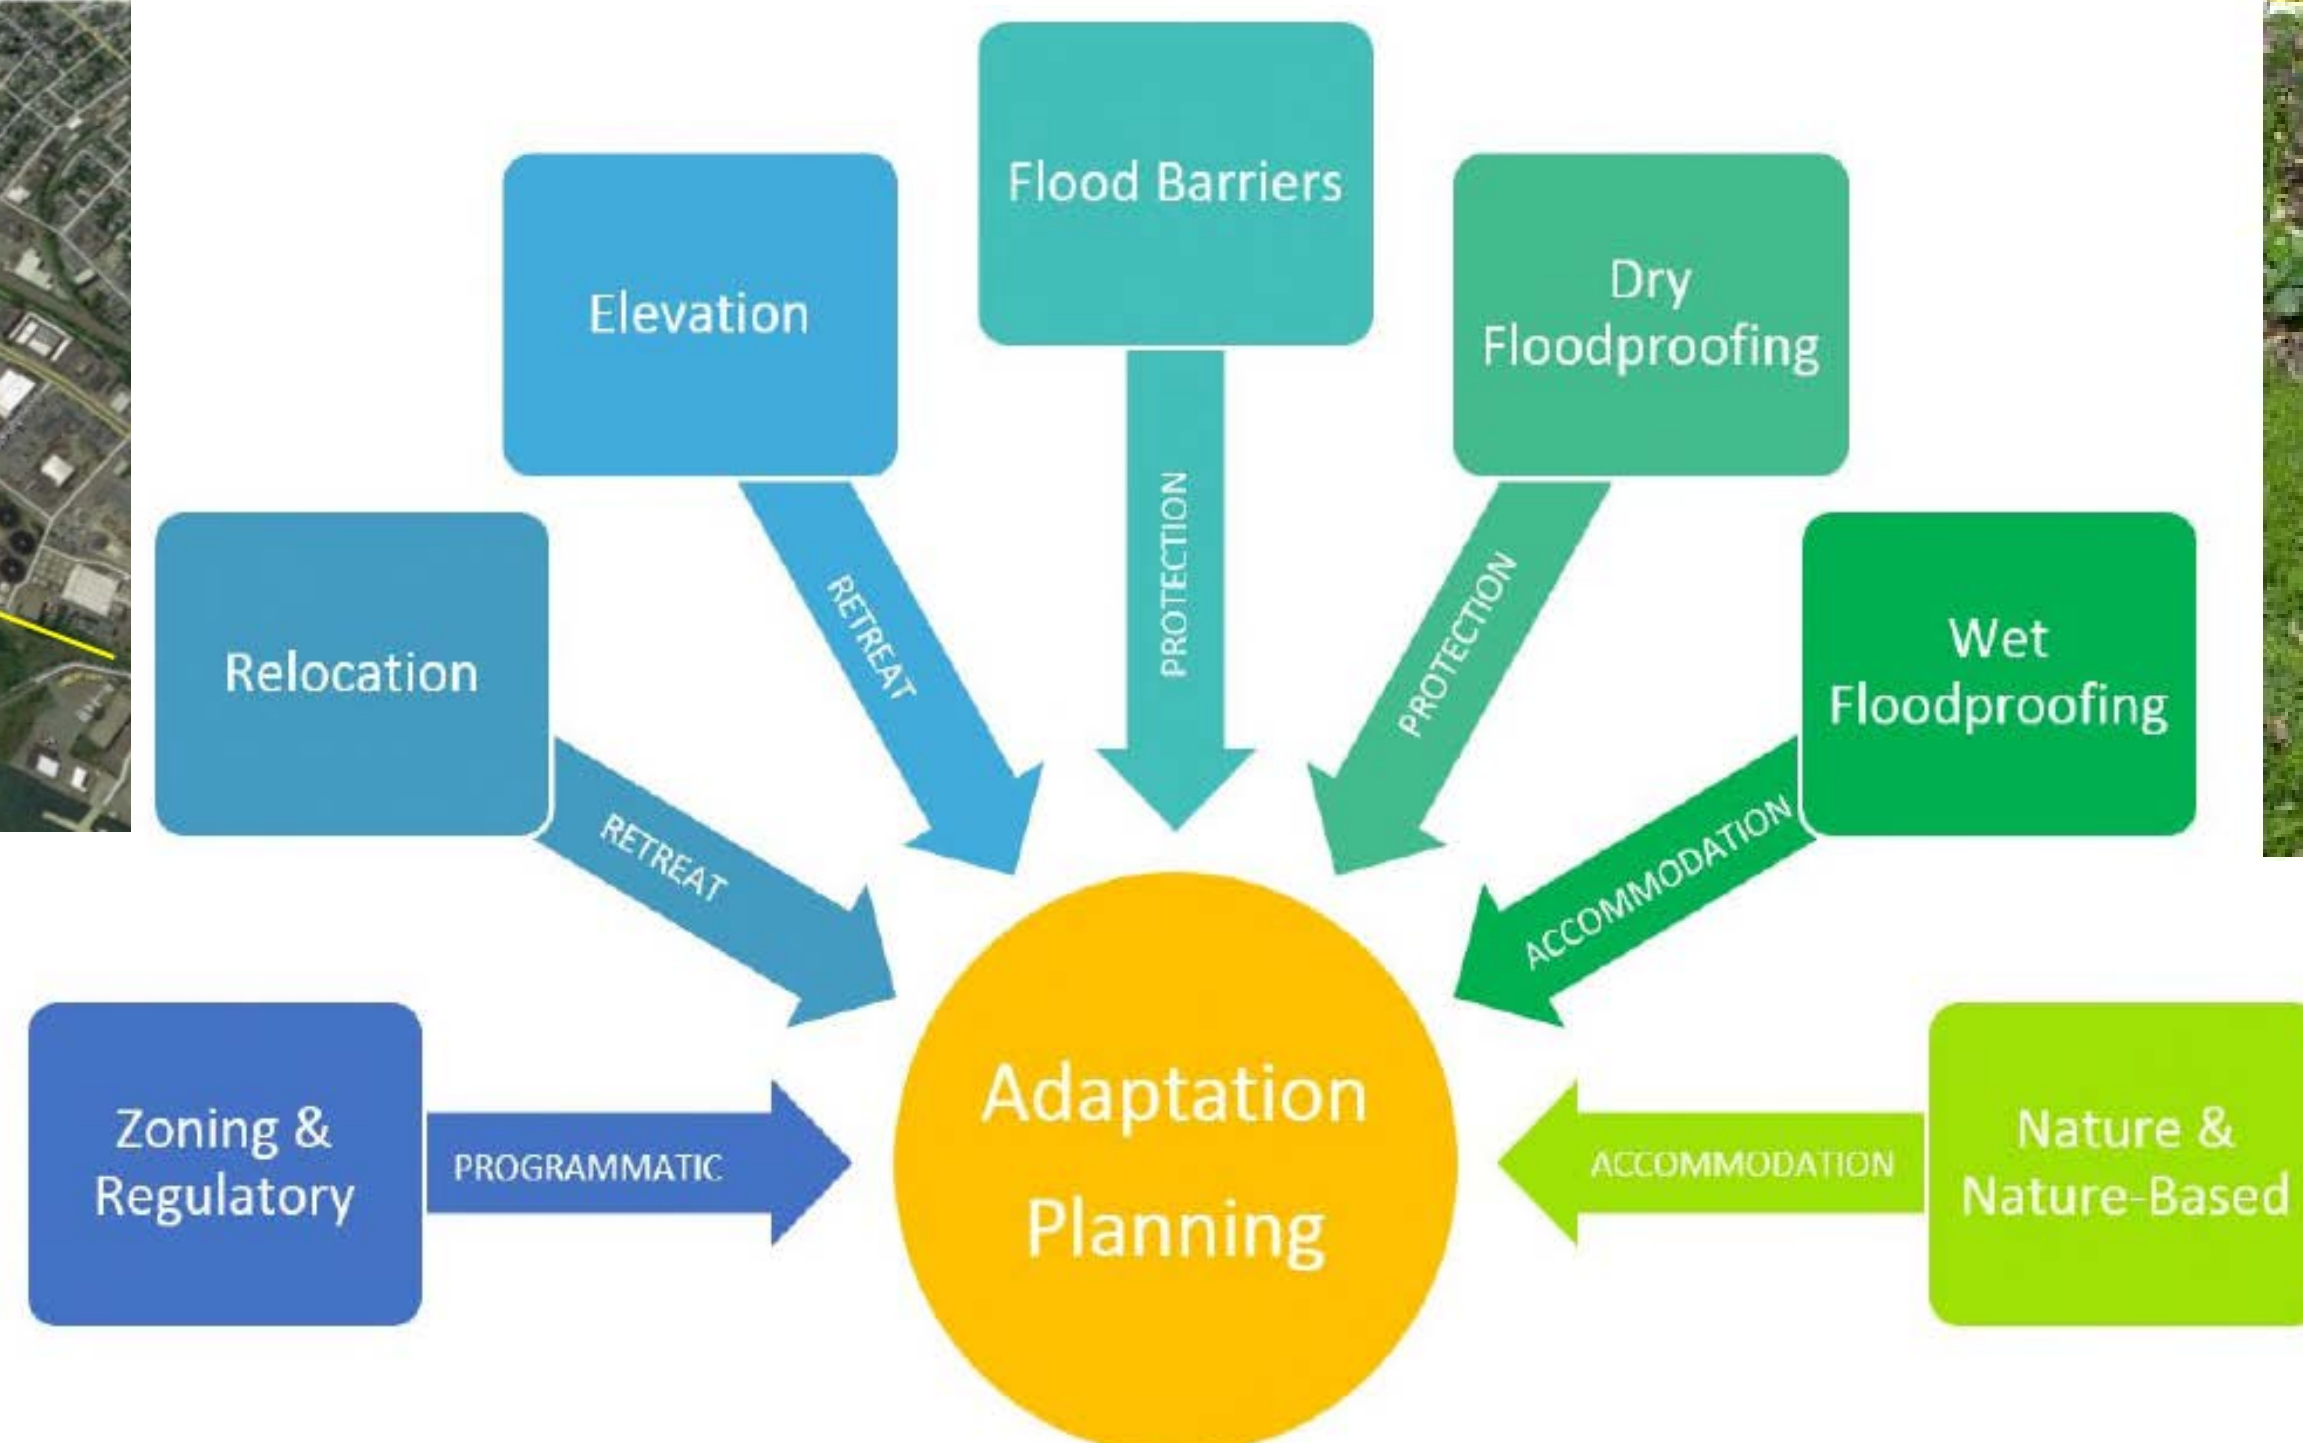 Flood Barriers
Elevation
Dry
Floodproofing
Relocation
Wet
Floodproofing
Zoning &
Regulatory
Nature &
Nature-Based
RETREAT
RETREAT
PROTECTION
PROTECTION
ACCOMMODATION
PROGRAMMATIC
ACCOMMODATION
Adaptation
Planning